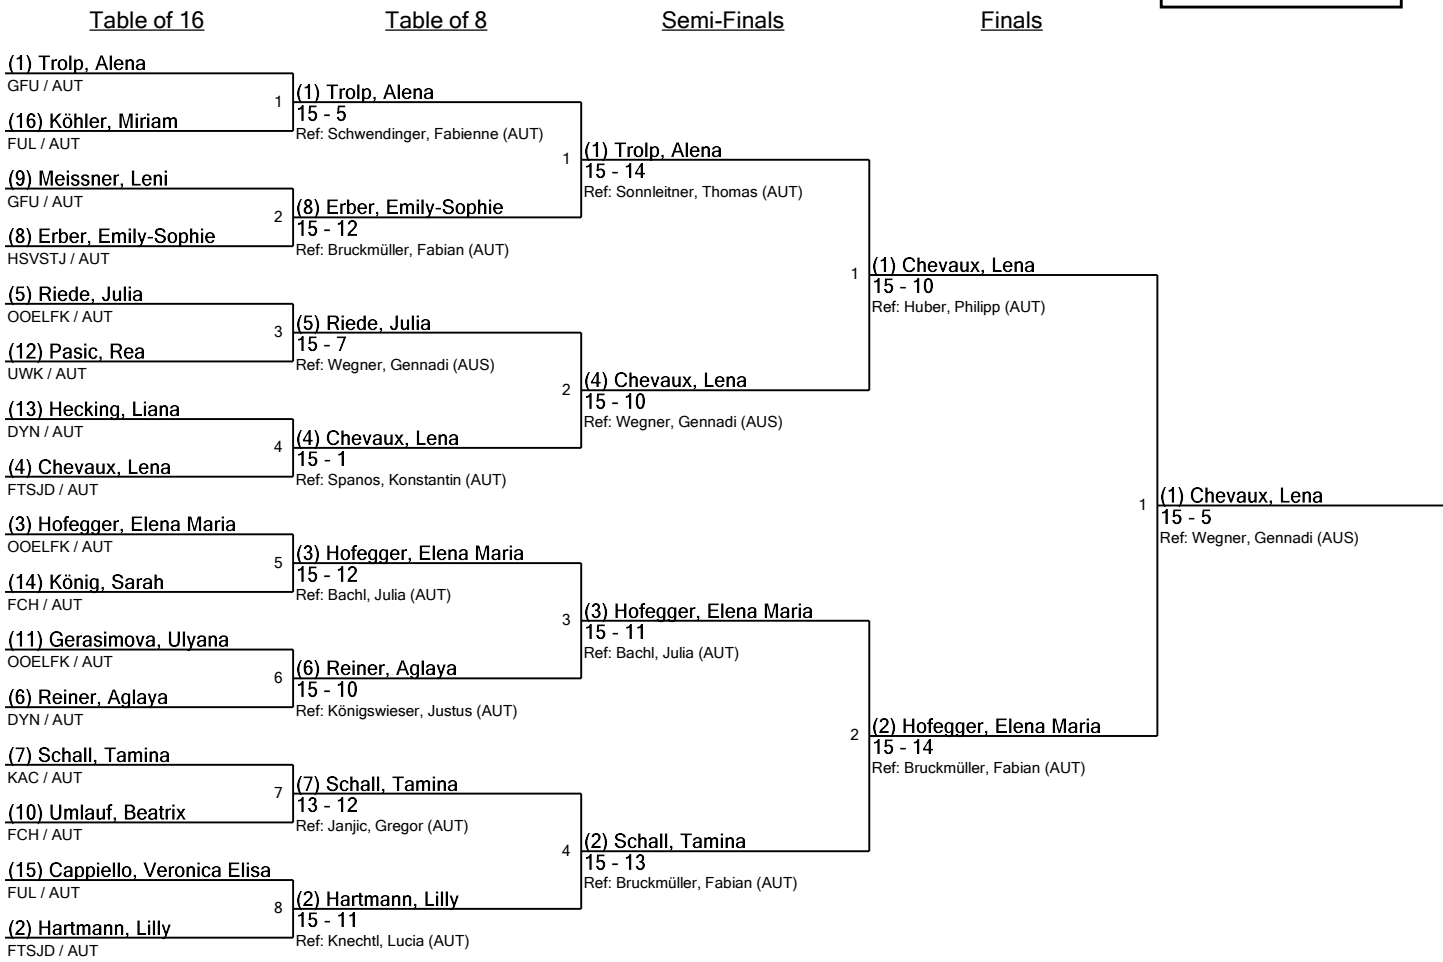 Table of 16
Table of 8
Semi-Finals
Finals
(1) Trolp, Alena
GFU / AUT
1
(16) Köhler, Miriam
FUL / AUT
(9) Meissner, Leni
GFU / AUT
2
(8) Erber, Emily-Sophie
HSVSTJ / AUT
(5) Riede, Julia
OOELFK / AUT
3
(12) Pasic, Rea
UWK / AUT
(13) Hecking, Liana
DYN / AUT
4
(4) Chevaux, Lena
FTSJD / AUT
(3) Hofegger, Elena Maria
OOELFK / AUT
5
(14) König, Sarah
FCH / AUT
(11) Gerasimova, Ulyana
OOELFK / AUT
6
(6) Reiner, Aglaya
DYN / AUT
(7) Schall, Tamina
KAC / AUT
7
(10) Umlauf, Beatrix
FCH / AUT
(15) Cappiello, Veronica Elisa
FUL / AUT
8
(2) Hartmann, Lilly
FTSJD / AUT
(1) Trolp, Alena
15 - 5
Ref: Schwendinger, Fabienne (AUT)
1
(8) Erber, Emily-Sophie
15 - 12
Ref: Bruckmüller, Fabian (AUT)
(5) Riede, Julia
15 - 7
Ref: Wegner, Gennadi (AUS)
2
(4) Chevaux, Lena
15 - 1
Ref: Spanos, Konstantin (AUT)
(3) Hofegger, Elena Maria
15 - 12
Ref: Bachl, Julia (AUT)
3
(6) Reiner, Aglaya
15 - 10
Ref: Königswieser, Justus (AUT)
(7) Schall, Tamina
13 - 12
Ref: Janjic, Gregor (AUT)
4
(2) Hartmann, Lilly
15 - 11
Ref: Knechtl, Lucia (AUT)
(1) Trolp, Alena
15 - 14
Ref: Sonnleitner, Thomas (AUT)
1
(4) Chevaux, Lena
15 - 10
Ref: Wegner, Gennadi (AUS)
(3) Hofegger, Elena Maria
15 - 11
Ref: Bachl, Julia (AUT)
2
(2) Schall, Tamina
15 - 13
Ref: Bruckmüller, Fabian (AUT)
(1) Chevaux, Lena
15 - 10
Ref: Huber, Philipp (AUT)
1
(2) Hofegger, Elena Maria
15 - 14
Ref: Bruckmüller, Fabian (AUT)
(1) Chevaux, Lena
15 - 5
Ref: Wegner, Gennadi (AUS)